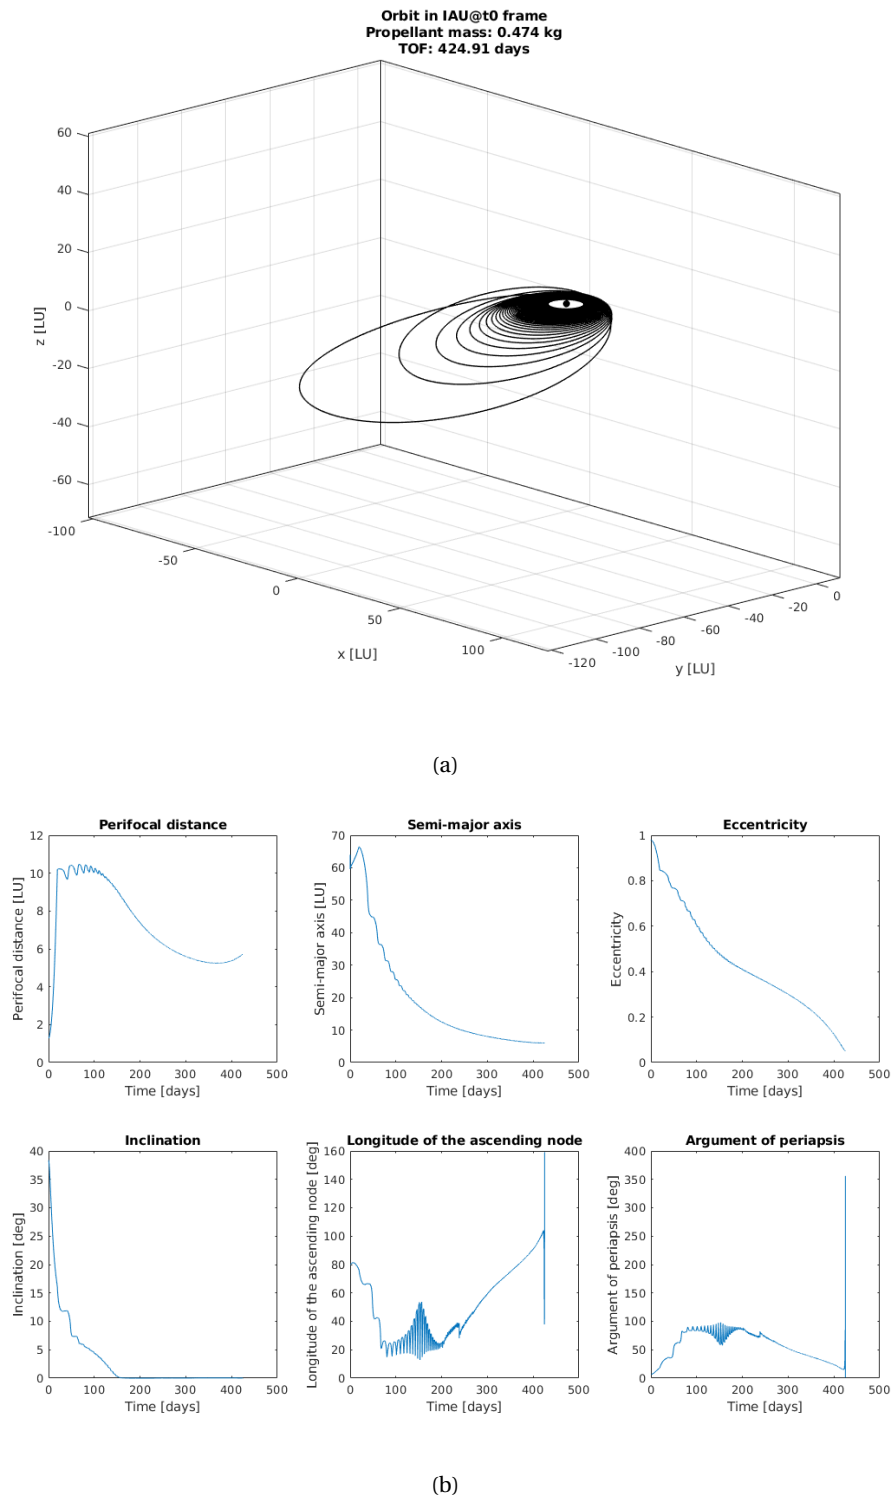 Orbit in IAU@t0 frame
Propellant mass: 0.474 kg
TOF: 424.91 days
60
40
20
0
-20
-40
-60
z [LU]
-100
-50
0
50
100
x [LU]
-120
-100
-80
-60
-40
-20
0
y [LU]
(a)
Perifocal distance
12
10
8
6
4
2
0
Perifocal distance [LU]
0 100 200 300 400 500
Time [days]
Semi-major axis
70
60
50
40
30
20
10
0
Semi-major axis [LU]
0 100 200 300 400 500
Time [days]
Eccentricity
1
0.8
0.6
0.4
0.2
0
Eccentricity
0 100 200 300 400 500
Time [days]
Inclination
40
35
30
25
20
15
10
5
0
Inclination [deg]
0 100 200 300 400 500
Time [days]
Longitude of the ascending node
160
140
120
100
80
60
40
20
0
Longitude of the ascending node [deg]
0 100 200 300 400 500
Time [days]
Argument of periapsis
400
350
300
250
200
150
100
50
0
Argument of periapsis [deg]
0 100 200 300 400 500
Time [days]
(b)